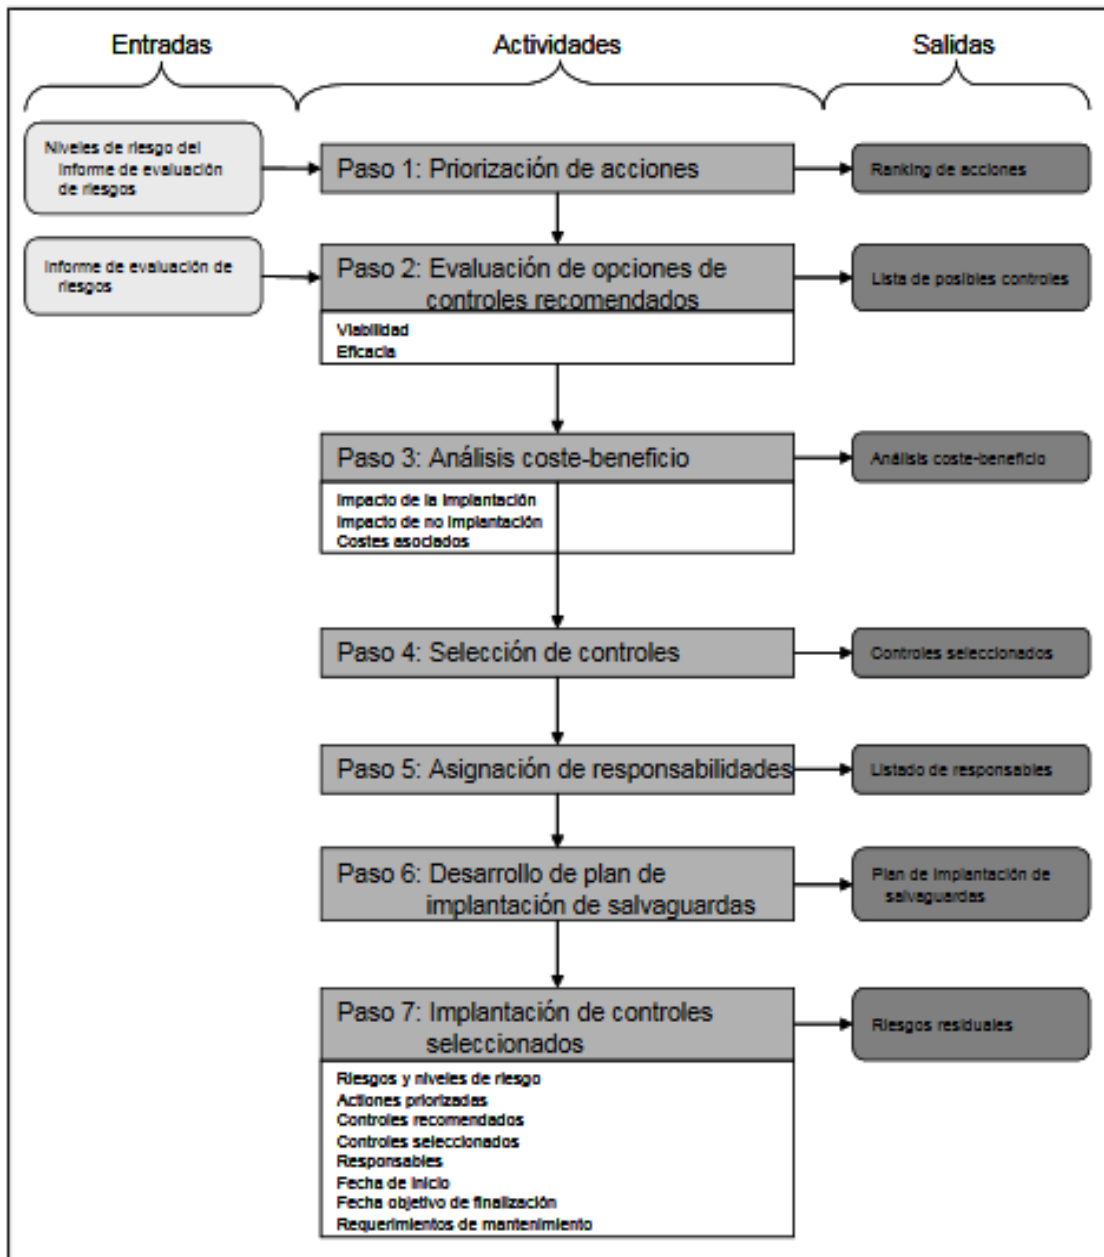 Entradas
Actividades
Salidas
Niveles de riesgo del
Informe de evaluación
de riesgos
Paso 1: Priorización de acciones
Ranking de acciones
Informe de evaluación de
riesgos
Paso 2: Evaluación de opciones de
controles recomendados
Viabilidad
Eficacia
Lista de posibles controles
Paso 3: Análisis coste-beneficio
Impacto de la Implantación
Impacto de no Implantación
Costes asociados
Análisis coste-beneficio
Paso 4: Selección de controles
Controles seleccionados
Paso 5: Asignación de responsabilidades
Listado de responsables
Paso 6: Desarrollo de plan de
implantación de salvaguardas
Plan de Implantación de
salvaguardas
Paso 7: Implantación de controles
seleccionados
Riesgos y niveles de riesgo
Actiones priorizadas
Controles recomendados
Controles seleccionados
Responsables
Fecha de Inicio
Fecha objetivo de finalización
Requerimientos de mantenimiento
Riesgos residuales